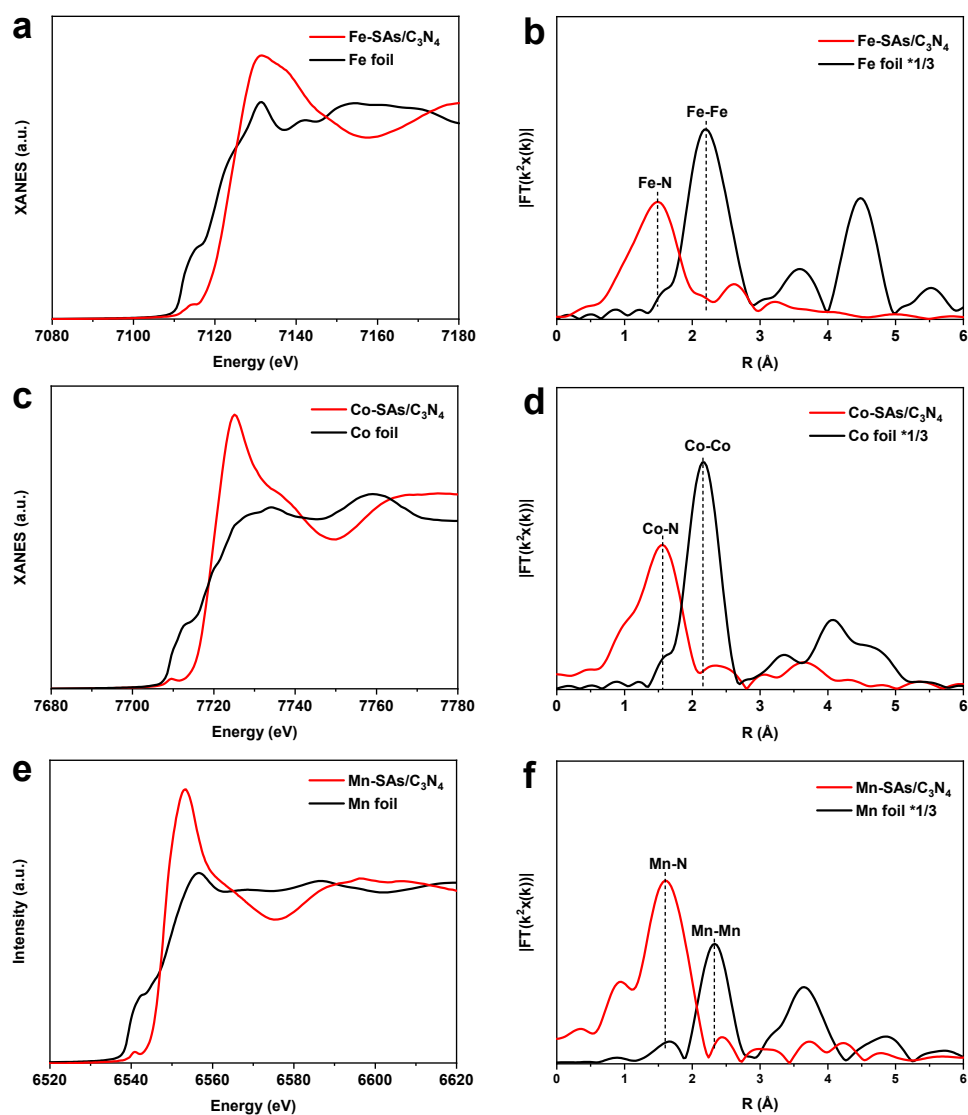 a
Fe-SAs/C₃N₄
Fe foil
XANES (a.u.)
7080 7100 7120 7140 7160 7180
Energy (eV)
b
Fe-SAs/C₃N₄
Fe foil *1/3
Fe-Fe
Fe-N
|FT(k²x(k))|
0 1 2 3 4 5 6
R (Å)
c
Co-SAs/C₃N₄
Co foil
XANES (a.u.)
7680 7700 7720 7740 7760 7780
Energy (eV)
d
Co-SAs/C₃N₄
Co foil *1/3
Co-Co
Co-N
|FT(k²x(k))|
0 1 2 3 4 5 6
R (Å)
e
Mn-SAs/C₃N₄
Mn foil
Intensity (a.u.)
6520 6540 6560 6580 6600 6620
Energy (eV)
f
Mn-SAs/C₃N₄
Mn foil *1/3
Mn-N
Mn-Mn
|FT(k²x(k))|
0 1 2 3 4 5 6
R (Å)